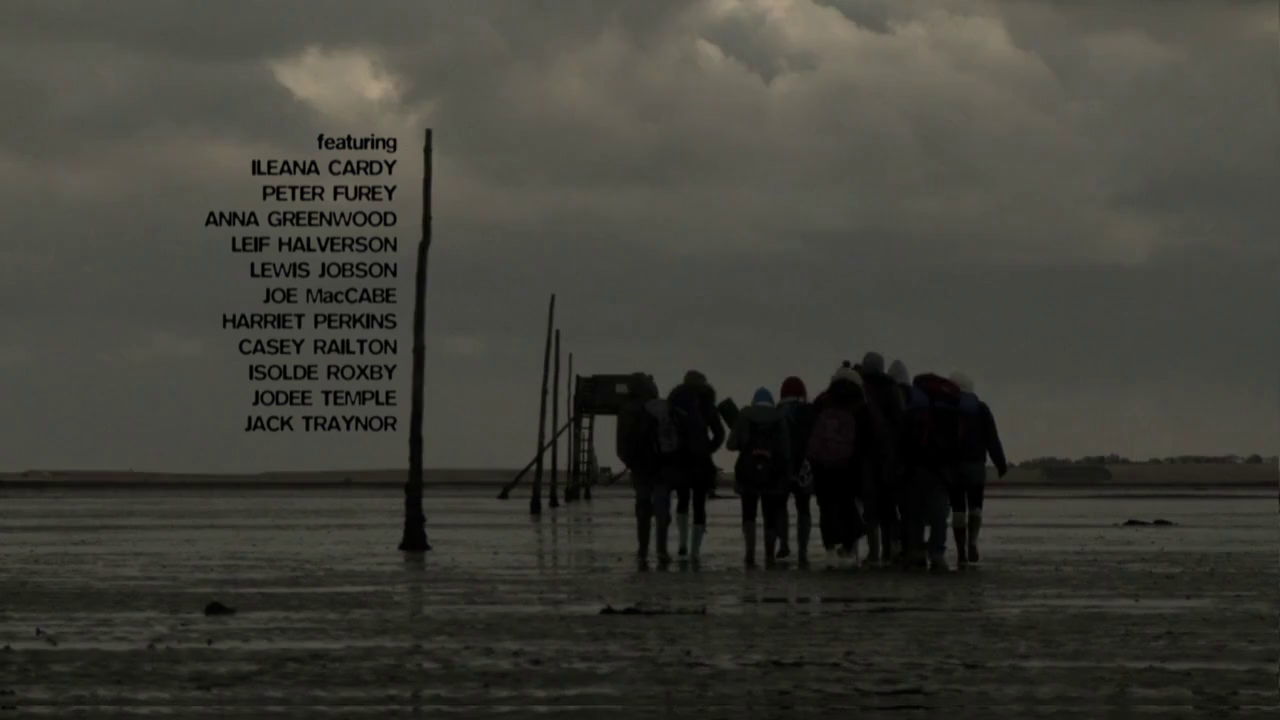 featuring
ILEANA CARDY
PETER FUREY
ANNA GREENWOOD
LEIF HALVERSON
LEWIS JOBSON
JOE MacCABE
HARRIET PERKINS
CASEY RAILTON
ISOLDE ROXBY
JODEE TEMPLE
JACK TRAYNOR